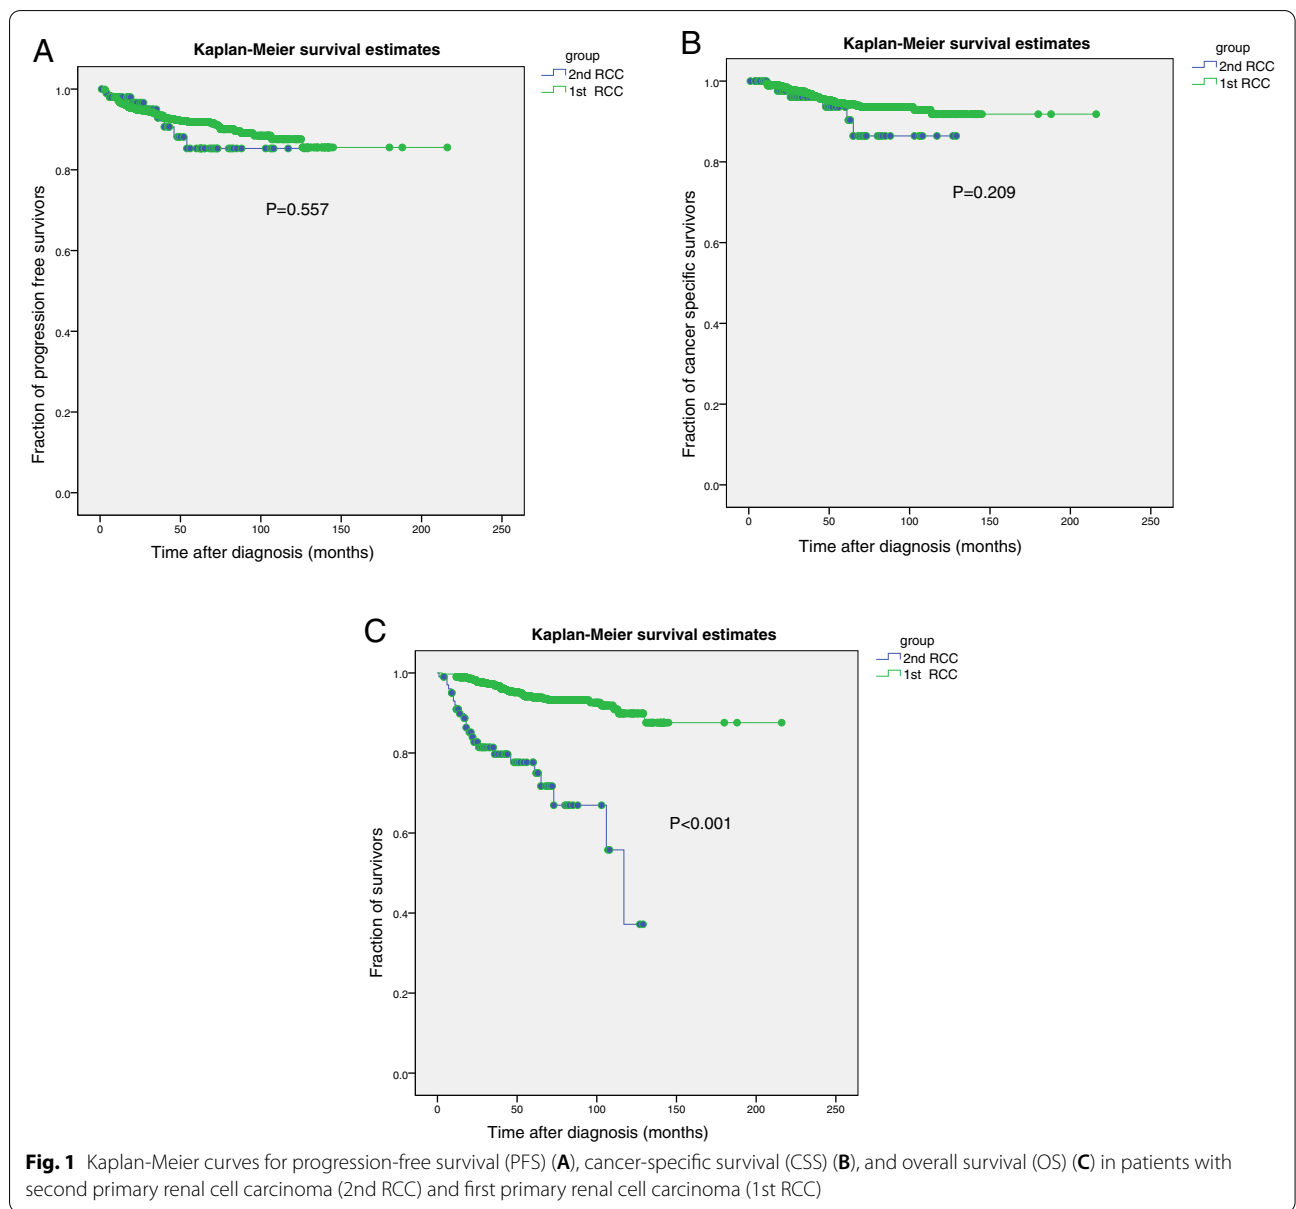 A
Kaplan-Meier survival estimates
group
2nd RCC
1st RCC
1.0
0.8
0.6
0.4
0.2
0.0
P=0.557
Fraction of progression free survivors
0 50 100 150 200 250
Time after diagnosis (months)
B
Kaplan-Meier survival estimates
group
2nd RCC
1st RCC
1.0
0.8
0.6
0.4
0.2
0.0
P=0.209
Fraction of cancer specific survivors
0 50 100 150 200 250
Time after diagnosis (months)
C
Kaplan-Meier survival estimates
group
2nd RCC
1st RCC
1.0
0.8
0.6
0.4
0.2
0.0
P<0.001
Fraction of survivors
0 50 100 150 200 250
Time after diagnosis (months)
Fig. 1 Kaplan-Meier curves for progression-free survival (PFS) (A), cancer-specific survival (CSS) (B), and overall survival (OS) (C) in patients with
second primary renal cell carcinoma (2nd RCC) and first primary renal cell carcinoma (1st RCC)